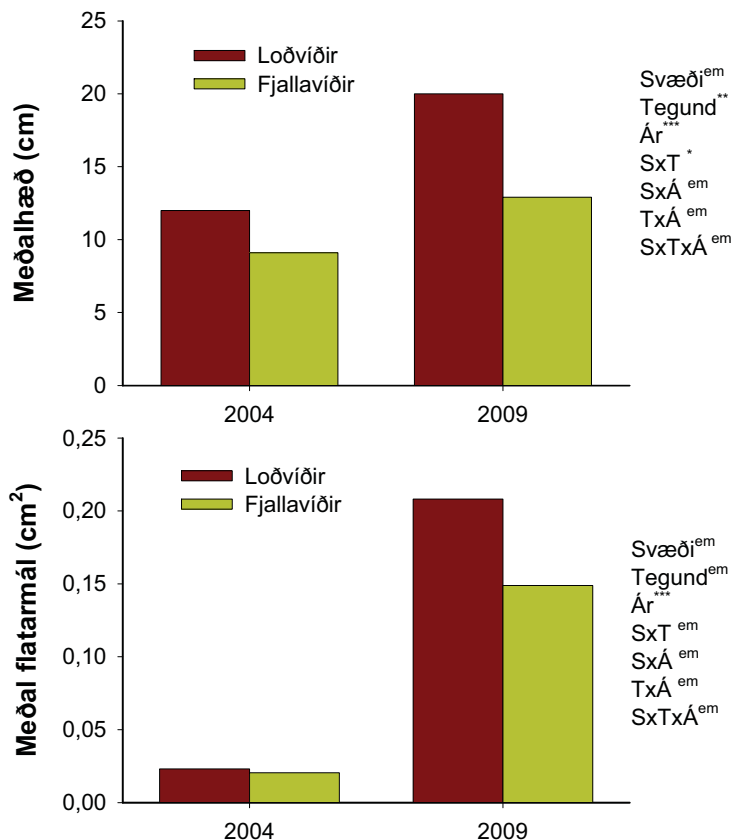 Meðalhæð (cm)
25
20
15
10
5
0
Loðvíðir
Fjallavíðir
2004
2009
Svæði^em
Tegund^**
Ár^***
SxT ^*
SxÁ ^em
TxÁ ^em
SxTxÁ ^em
Meðal flatarmál (cm²)
0,25
0,20
0,15
0,10
0,05
0,00
Loðvíðir
Fjallavíðir
2004
2009
Svæði^em
Tegund^em
Ár^***
SxT ^em
SxÁ ^em
TxÁ ^em
SxTxÁ^em